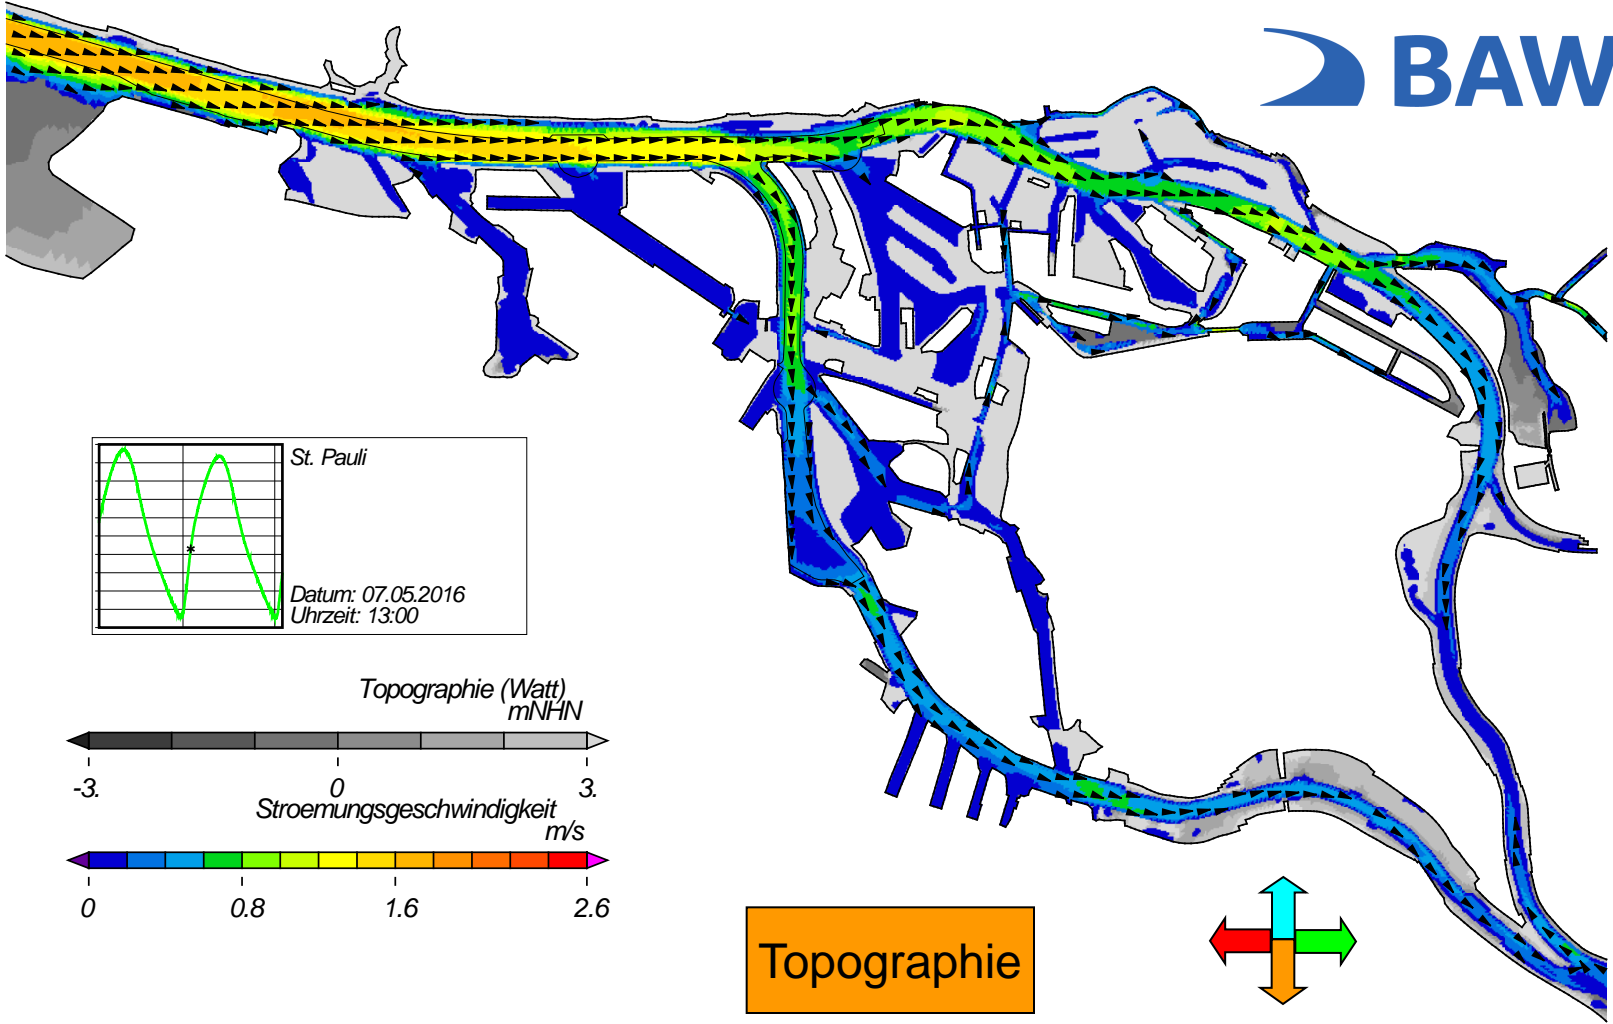 BAW
St. Pauli
Datum: 07.05.2016
Uhrzeit: 13:00
Topographie (Watt)
mNHN
-3. 0 3.
Stroemungsgeschwindigkeit
m/s
0 0.8 1.6 2.6
Topographie